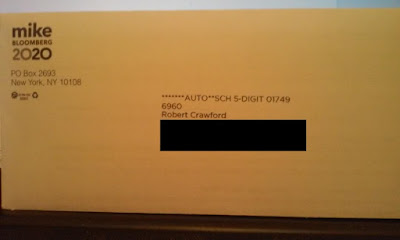 mike
BLOOMBERG
2020
PO Box 2693
New York, NY 10108
*******AUTO**SCH 5-DIGIT 01749
6960
Robert Crawford